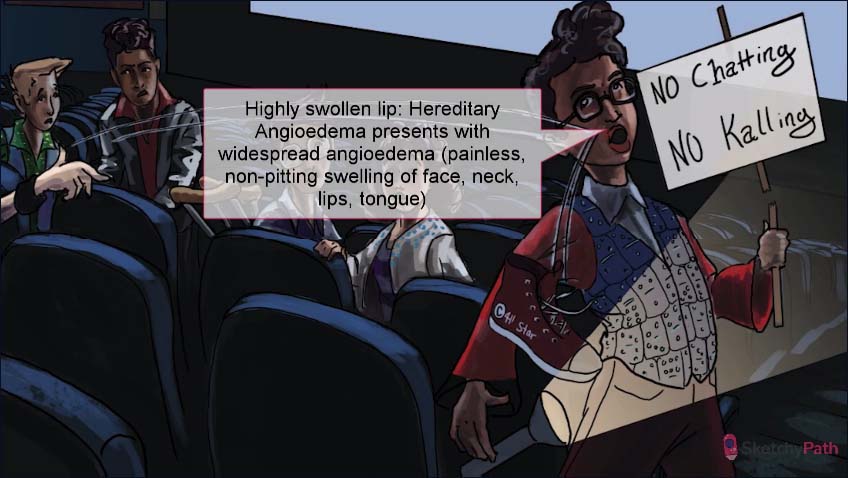 Highly swollen lip: Hereditary
Angioedema presents with
widespread angioedema (painless,
non-pitting swelling of face, neck,
lips, tongue)
NO Chatting
NO Kalling
C 4ll Star
SketchyPath